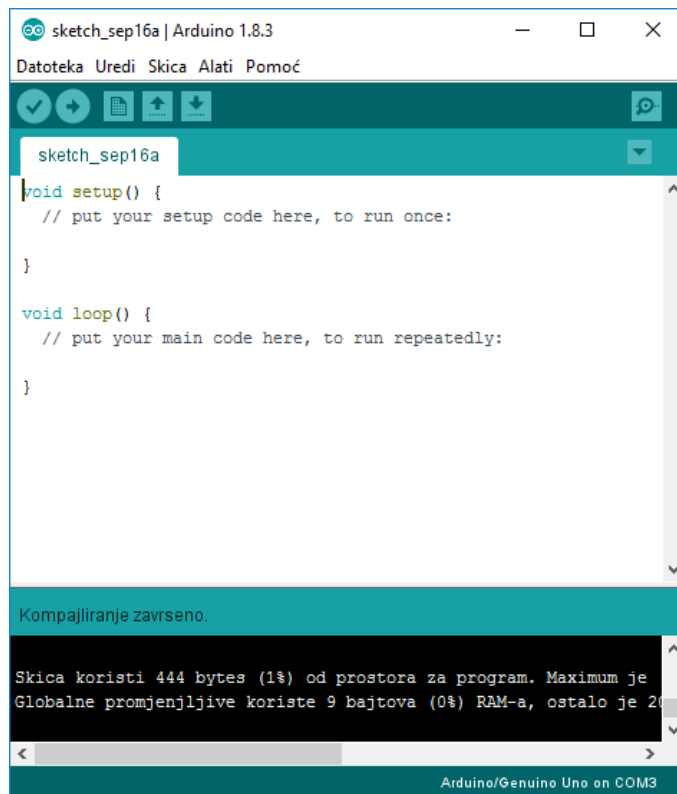 sketch_sep16a | Arduino 1.8.3
Datoteka Uredi Skica Alati Pomoć
sketch_sep16a
void setup() {
// put your setup code here, to run once:
}
void loop() {
// put your main code here, to run repeatedly:
}
Kompajliranje zavrseno.
Skica koristi 444 bytes (1%) od prostora za program. Maximum je
Globalne promjenjljive koriste 9 bajtova (0%) RAM-a, ostalo je
Arduino/Genuino Uno on COM3